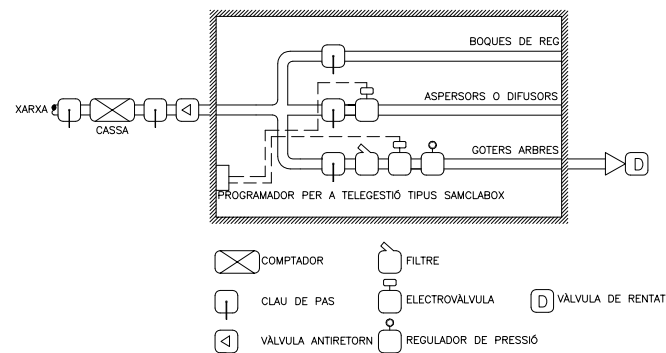 BOQUES DE REG
ASPERSORS O DIFUSORS
XARXA
CASSA
GOTERS ARBRES
D
PROGRAMADOR PER A TELEGESTIÓ TIPUS SAMCLABOX
COMPTADOR
FILTRE
CLAU DE PAS
ELECTROVÀLVULA
D VÀLVULA DE RENTAT
VÀLVULA ANTIRETORN
REGULADOR DE PRESSIÓ